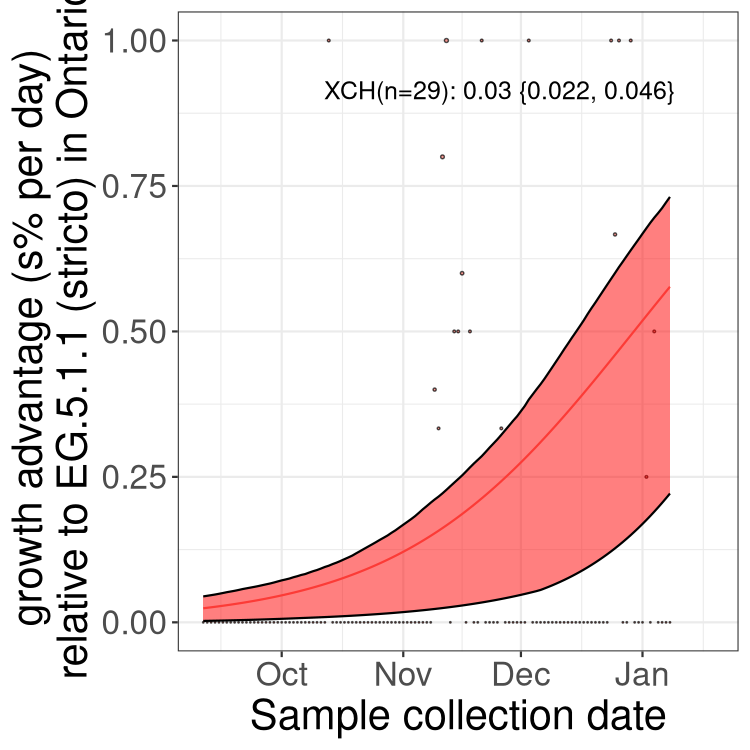 growth advantage (s% per day)
relative to EG.5.1.1 (stricto) in Ontario
1.00
0.75
0.50
0.25
0.00
XCH(n=29): 0.03 {0.022, 0.046}
Oct Nov Dec Jan
Sample collection date